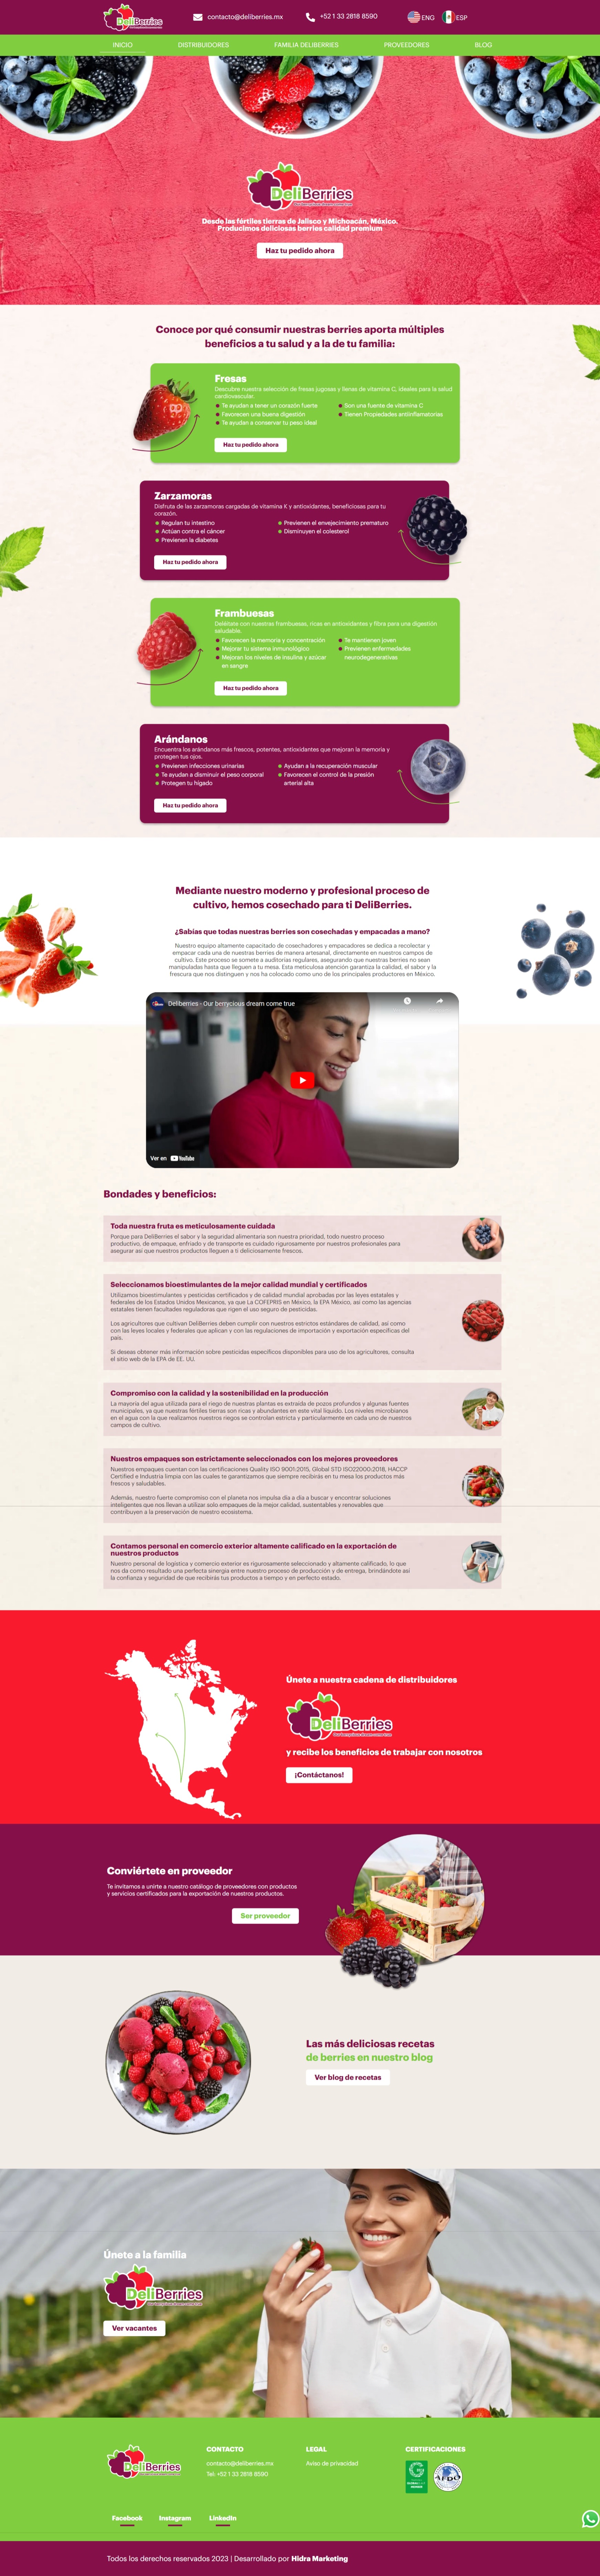 DeliBerries
contacto@deliberries.mx
+52 1 33 2818 8590
ENG
ESP
INICIO
DISTRIBUIDORES
FAMILIA DELIBERRIES
PROVEEDORES
BLOG
DeliBerries
Desde las fértiles tierras de Jalisco y Michoacán, México.
Producimos deliciosas berries calidad premium
Haz tu pedido ahora
Conoce por qué consumir nuestras berries aporta múltiples
beneficios a tu salud y a la de tu familia:
Fresas
Descubre nuestra selección de fresas jugosas y llenas de vitamina C, ideales para la salud
cardiovascular.
Te ayudan a tener un corazón fuerte
Favorecen una buena digestión
Te ayudan a conservar tu peso ideal
Son una fuente de vitamina C
Tienen Propiedades antiinflamatorias
Haz tu pedido ahora
Zarzamoras
Disfruta de las zarzamoras cargadas de vitamina K y antioxidantes, beneficiosas para tu
corazón.
Regulan tu intestino
Actúan contra el cáncer
Previenen la diabetes
Previenen el envejecimiento prematuro
Disminuyen el colesterol
Haz tu pedido ahora
Frambuesas
Deléitate con nuestras frambuesas, ricas en antioxidantes y fibra para una digestión
saludable.
Favorecen la memoria y concentración
Mejorar tu sistema inmunológico
Mejoran los niveles de insulina y azúcar
en sangre
Te mantienen joven
Previenen enfermedades
neurodegenerativas
Haz tu pedido ahora
Arándanos
Encuentra los arándanos más frescos, potentes, antioxidantes que mejoran la memoria y
protegen tus ojos.
Previenen infecciones urinarias
Te ayudan a disminuir el peso corporal
Protegen tu hígado
Ayudan a la recuperación muscular
Favorecen el control de la presión
arterial alta
Haz tu pedido ahora
Mediante nuestro moderno y profesional proceso de
cultivo, hemos cosechado para ti DeliBerries.
¿Sabías que todas nuestras berries son cosechadas y empacadas a mano?
Nuestro equipo altamente capacitado de cosechadores y empacadores se dedica a recolectar y
empacar cada una de nuestras berries de manera artesanal, directamente en nuestros campos de
cultivo. Este proceso se somete a auditorías regulares, asegurando que nuestras berries no sean
manipuladas hasta que lleguen a tu mesa. Esta meticulosa atención garantiza la calidad, el sabor y la
frescura que nos distinguen y nos ha colocado como uno de los principales productores en México.
Deliberries - Our berrycious dream come true
Ver en YouTube
Bondades y beneficios:
Toda nuestra fruta es meticulosamente cuidada
Porque para DeliBerries el sabor y la seguridad alimentaria son nuestra prioridad, todo nuestro proceso
productivo, de empaque, enfriado y de transporte es cuidado rigurosamente por nuestros profesionales para
asegurar así que nuestros productos lleguen a ti deliciosamente frescos.
Seleccionamos bioestimulantes de la mejor calidad mundial y certificados
Utilizamos bioestimulantes y pesticidas certificados y de calidad mundial aprobadas por las leyes estatales y
federales de los Estados Unidos Mexicanos, ya que La COFEPRIS en México, la EPA México, así como las agencias
estatales tienen facultades reguladoras que rigen el uso seguro de pesticidas.
Los agricultores que cultivan DeliBerries deben cumplir con nuestros estrictos estándares de calidad, así como
con las leyes locales y federales que aplican y con las regulaciones de importación y exportación específicas del
país.
Si deseas obtener más información sobre pesticidas específicos disponibles para uso de los agricultores, consulta
el sitio web de la EPA de EE. UU.
Compromiso con la calidad y la sostenibilidad en la producción
La mayoría del agua utilizada para el riego de nuestras plantas es extraída de pozos profundos y algunas fuentes
municipales, ya que nuestras fértiles tierras son ricas y abundantes en este vital líquido. Los niveles microbianos
en el agua con la que realizamos nuestros riegos se controlan estricta y particularmente en cada uno de nuestros
campos de cultivo.
Nuestros empaques son estrictamente seleccionados con los mejores proveedores
Nuestros empaques cuentan con las certificaciones Quality ISO 9001:2015, Global STD ISO22000:2018, HACCP
Certified e Industria limpia con las cuales te garantizamos que siempre recibirás en tu mesa los productos más
frescos y saludables.
Además, nuestro fuerte compromiso con el planeta nos impulsa día a día a buscar y encontrar soluciones
inteligentes que nos llevan a utilizar solo empaques de la mejor calidad, sustentables y renovables que
contribuyen a la preservación de nuestro ecosistema.
Contamos personal en comercio exterior altamente calificado en la exportación de
nuestros productos
Nuestro personal de logística y comercio exterior es rigurosamente seleccionado y altamente calificado, lo que
nos da como resultado una perfecta sinergia entre nuestro proceso de producción y de entrega, brindándote así
la confianza y seguridad de que recibirás tus productos a tiempo y en perfecto estado.
Únete a nuestra cadena de distribuidores
DeliBerries
y recibe los beneficios de trabajar con nosotros
¡Contáctanos!
Conviértete en proveedor
Te invitamos a unirte a nuestro catálogo de proveedores con productos
y servicios certificados para la exportación de nuestros productos.
Ser proveedor
Las más deliciosas recetas
de berries en nuestro blog
Ver blog de recetas
Únete a la familia
DeliBerries
Ver vacantes
DeliBerries
CONTACTO
contacto@deliberries.mx
Tel: +52 1 33 2818 8590
LEGAL
Aviso de privacidad
CERTIFICACIONES
AFDO
Facebook
Instagram
LinkedIn
Todos los derechos reservados 2023 | Desarrollado por Hidra Marketing